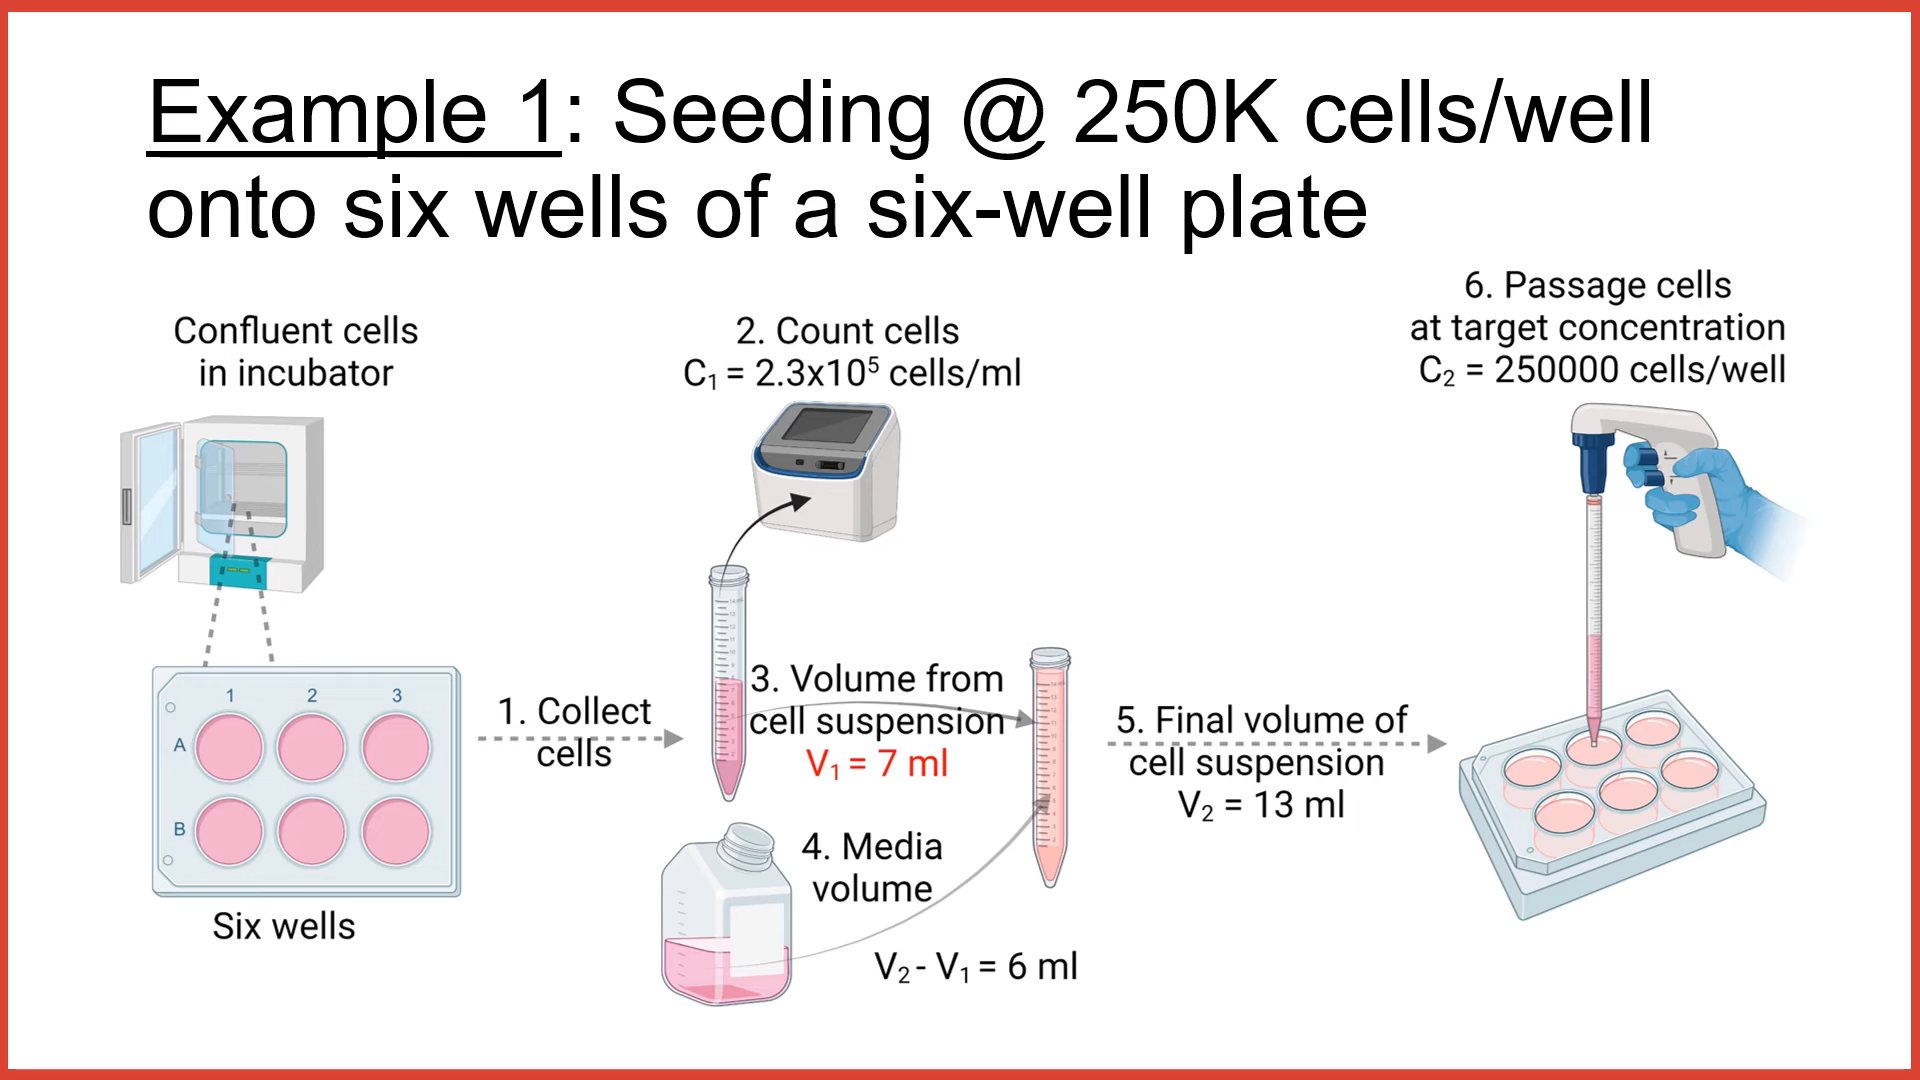 Example 1: Seeding @ 250K cells/well
onto six wells of a six-well plate
Confluent cells
in incubator
1 2 3
A
B
Six wells
1. Collect
cells
2. Count cells
C₁ = 2.3x10⁵ cells/ml
3. Volume from
cell suspension
V₁ = 7 ml
4. Media
volume
V₂ - V₁ = 6 ml
5. Final volume of
cell suspension
V₂ = 13 ml
6. Passage cells
at target concentration
C₂ = 250000 cells/well